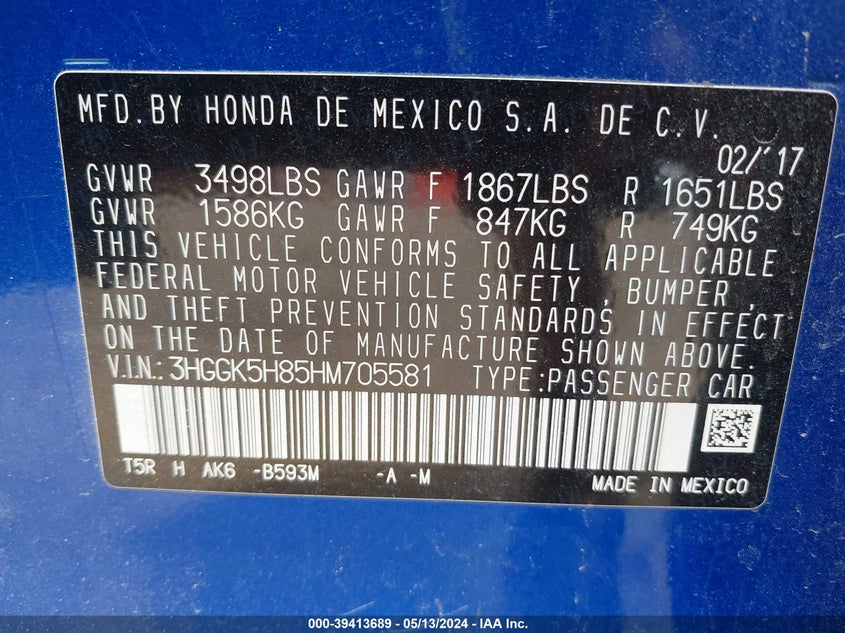 MFD.BY HONDA DE MEXICO S.A. DE C.V.
02/'17
GVWR 3498LBS GAWR F 1867LBS R 1651LBS
GVWR 1586KG GAWR F 847KG R 749KG
THIS VEHICLE CONFORMS TO ALL APPLICABLE
FEDERAL MOTOR VEHICLE SAFETY , BUMPER ,
AND THEFT PREVENTION STANDARDS IN EFFECT
ON THE DATE OF MANUFACTURE SHOWN ABOVE.
V.I.N.: 3HGGK5H85HM705581 TYPE:PASSENGER CAR
T5R H AK6 -B593M -A -M
MADE IN MEXICO
000-39413689 - 05/13/2024 - IAA, Inc.